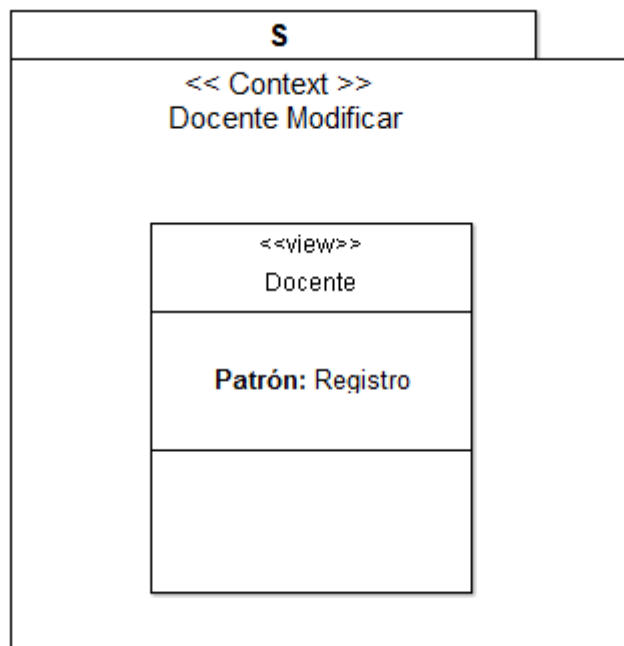 S
<< Context >>
Docente Modificar
<<view>>
Docente
Patrón: Registro